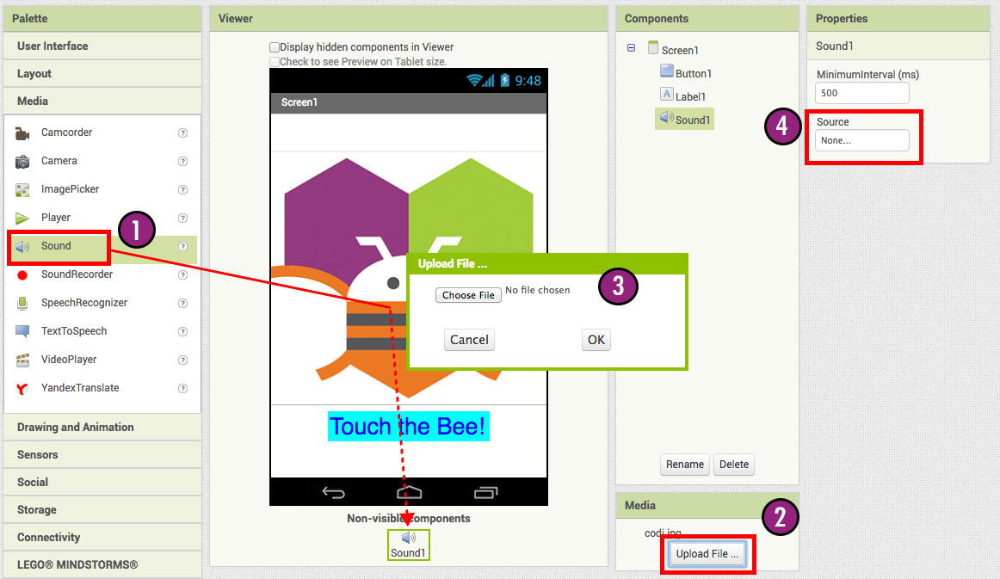 Palette
User Interface
Layout
Media
Camcorder
?
Camera
?
ImagePicker
?
Player
?
Sound
?
SoundRecorder
?
SpeechRecognizer
?
TextToSpeech
?
VideoPlayer
?
YandexTranslate
?
Drawing and Animation
Sensors
Social
Storage
Connectivity
LEGO® MINDSTORMS®
1
Viewer
Display hidden components in Viewer
Check to see Preview on Tablet size.
9:48
Screen1
Touch the Bee!
Non-visible components
Sound1
Upload File ...
Choose File
No file chosen
3
Cancel
OK
Components
Screen1
Button1
A
Label1
Sound1
Rename
Delete
Media
2
codi.jpg
Upload File ...
Properties
Sound1
MinimumInterval (ms)
500
4
Source
None...